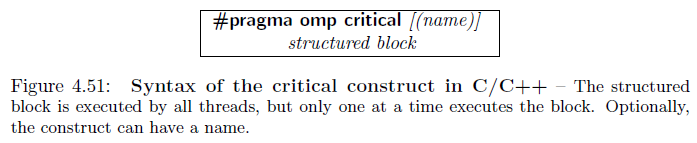 #pragma omp critical [(name)]
structured block
Figure 4.51: Syntax of the critical construct in C/C++ – The structured
block is executed by all threads, but only one at a time executes the block. Optionally,
the construct can have a name.